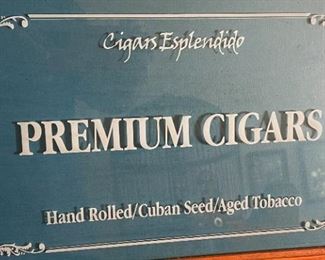 Cigars Esplendido
PREMIUM CIGARS
Hand Rolled/Cuban Seed/Aged Tobacco